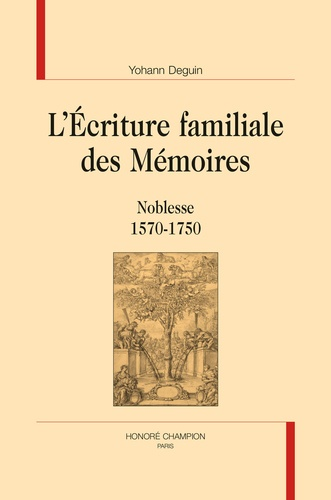 Yohann Deguin
L'Écriture familiale
des Mémoires
Noblesse
1570-1750
HONORÉ CHAMPION
PARIS